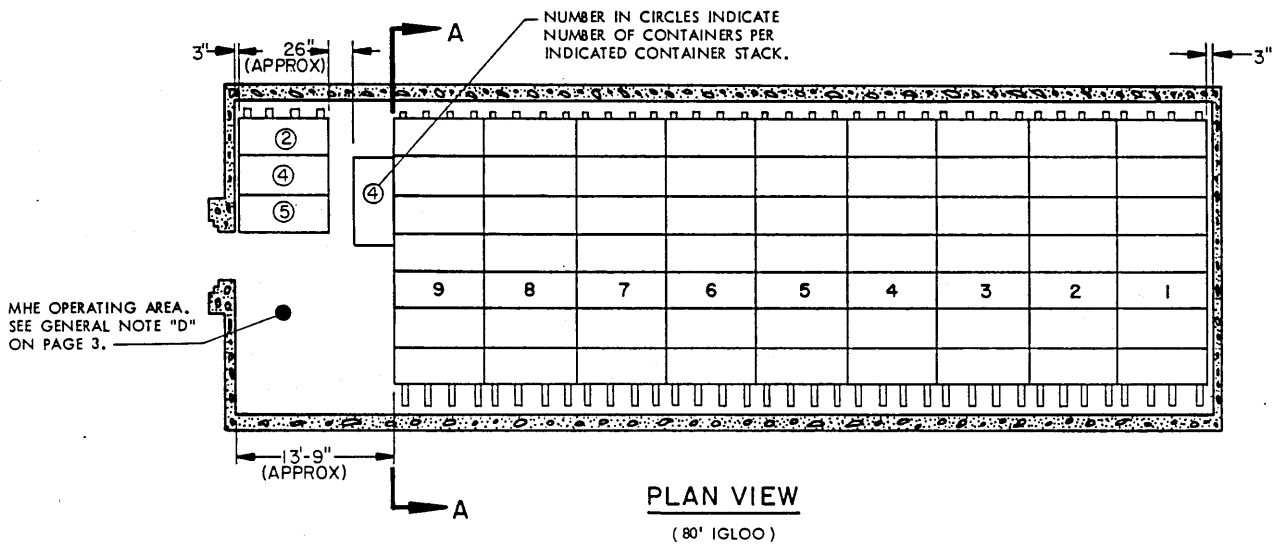 NUMBER IN CIRCLES INDICATE
NUMBER OF CONTAINERS PER
INDICATED CONTAINER STACK.
A
3"
26"
(APPROX)
3"
2
4
5
4
9 8 7 6 5 4 3 2 1
MHE OPERATING AREA.
SEE GENERAL NOTE "D"
ON PAGE 3.
13'-9"
(APPROX)
A
PLAN VIEW
(80' IGLOO)